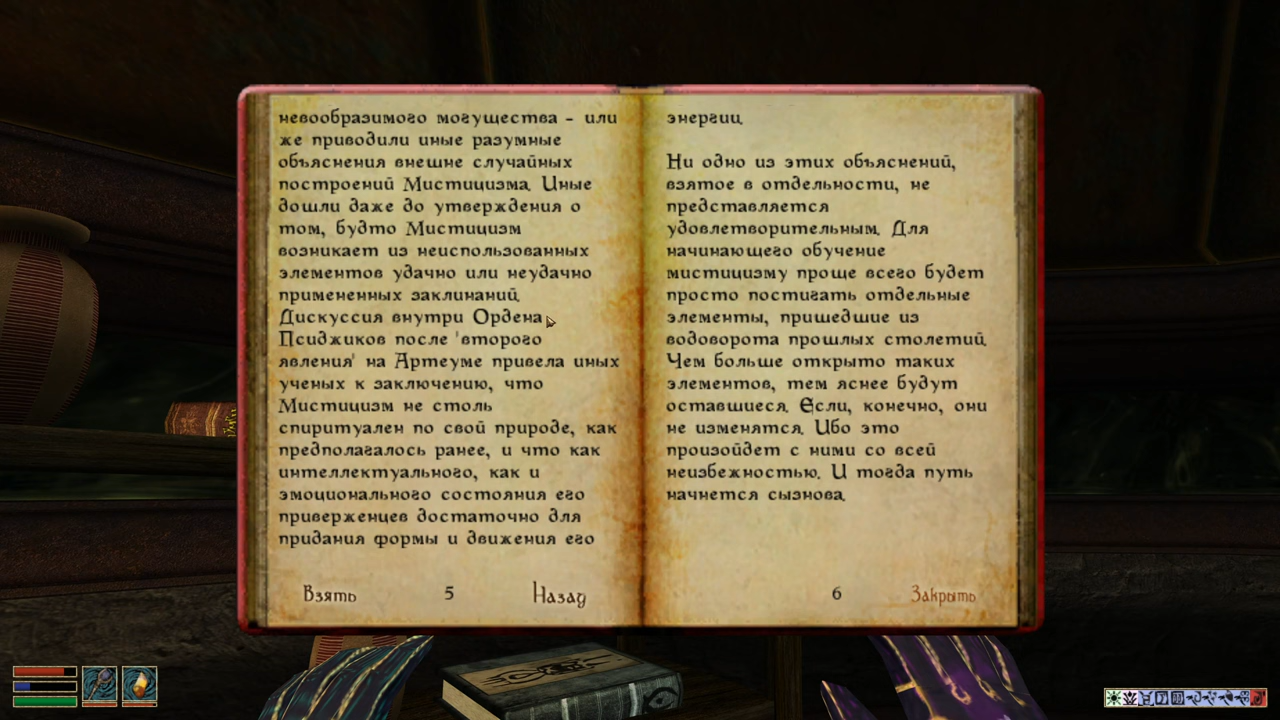 невообразимого могущества - или
же приводили иные разумные
объяснения внешне случайных
построений Мистицизма. Иные
дошли даже до утверждения о
том, будто Мистицизм
возникает из неиспользованных
элементов удачно или неудачно
примененных заклинаний.
Дискуссия внутри Ордена
Псиджиков после 'второго
явления' на Артеуме привела иных
ученых к заключению, что
Мистицизм не столь
спиритуален по свой природе, как
предполагалось ранее, и что как
интеллектуального, как и
эмоционального состояния его
приверженцев достаточно для
придания формы и движения его
Взять 5 Назад
энергии.
Ни одно из этих объяснений,
взятое в отдельности, не
представляется
удовлетворительным. Для
начинающего обучение
мистицизму проще всего будет
просто постигать отдельные
элементы, пришедшие из
водоворота прошлых столетий.
Чем больше открыто таких
элементов, тем яснее будут
оставшиеся. Если, конечно, они
не изменятся. Ибо это
произойдет с ними со всей
неизбежностью. И тогда путь
начнется сызнова.
6 Закрыть